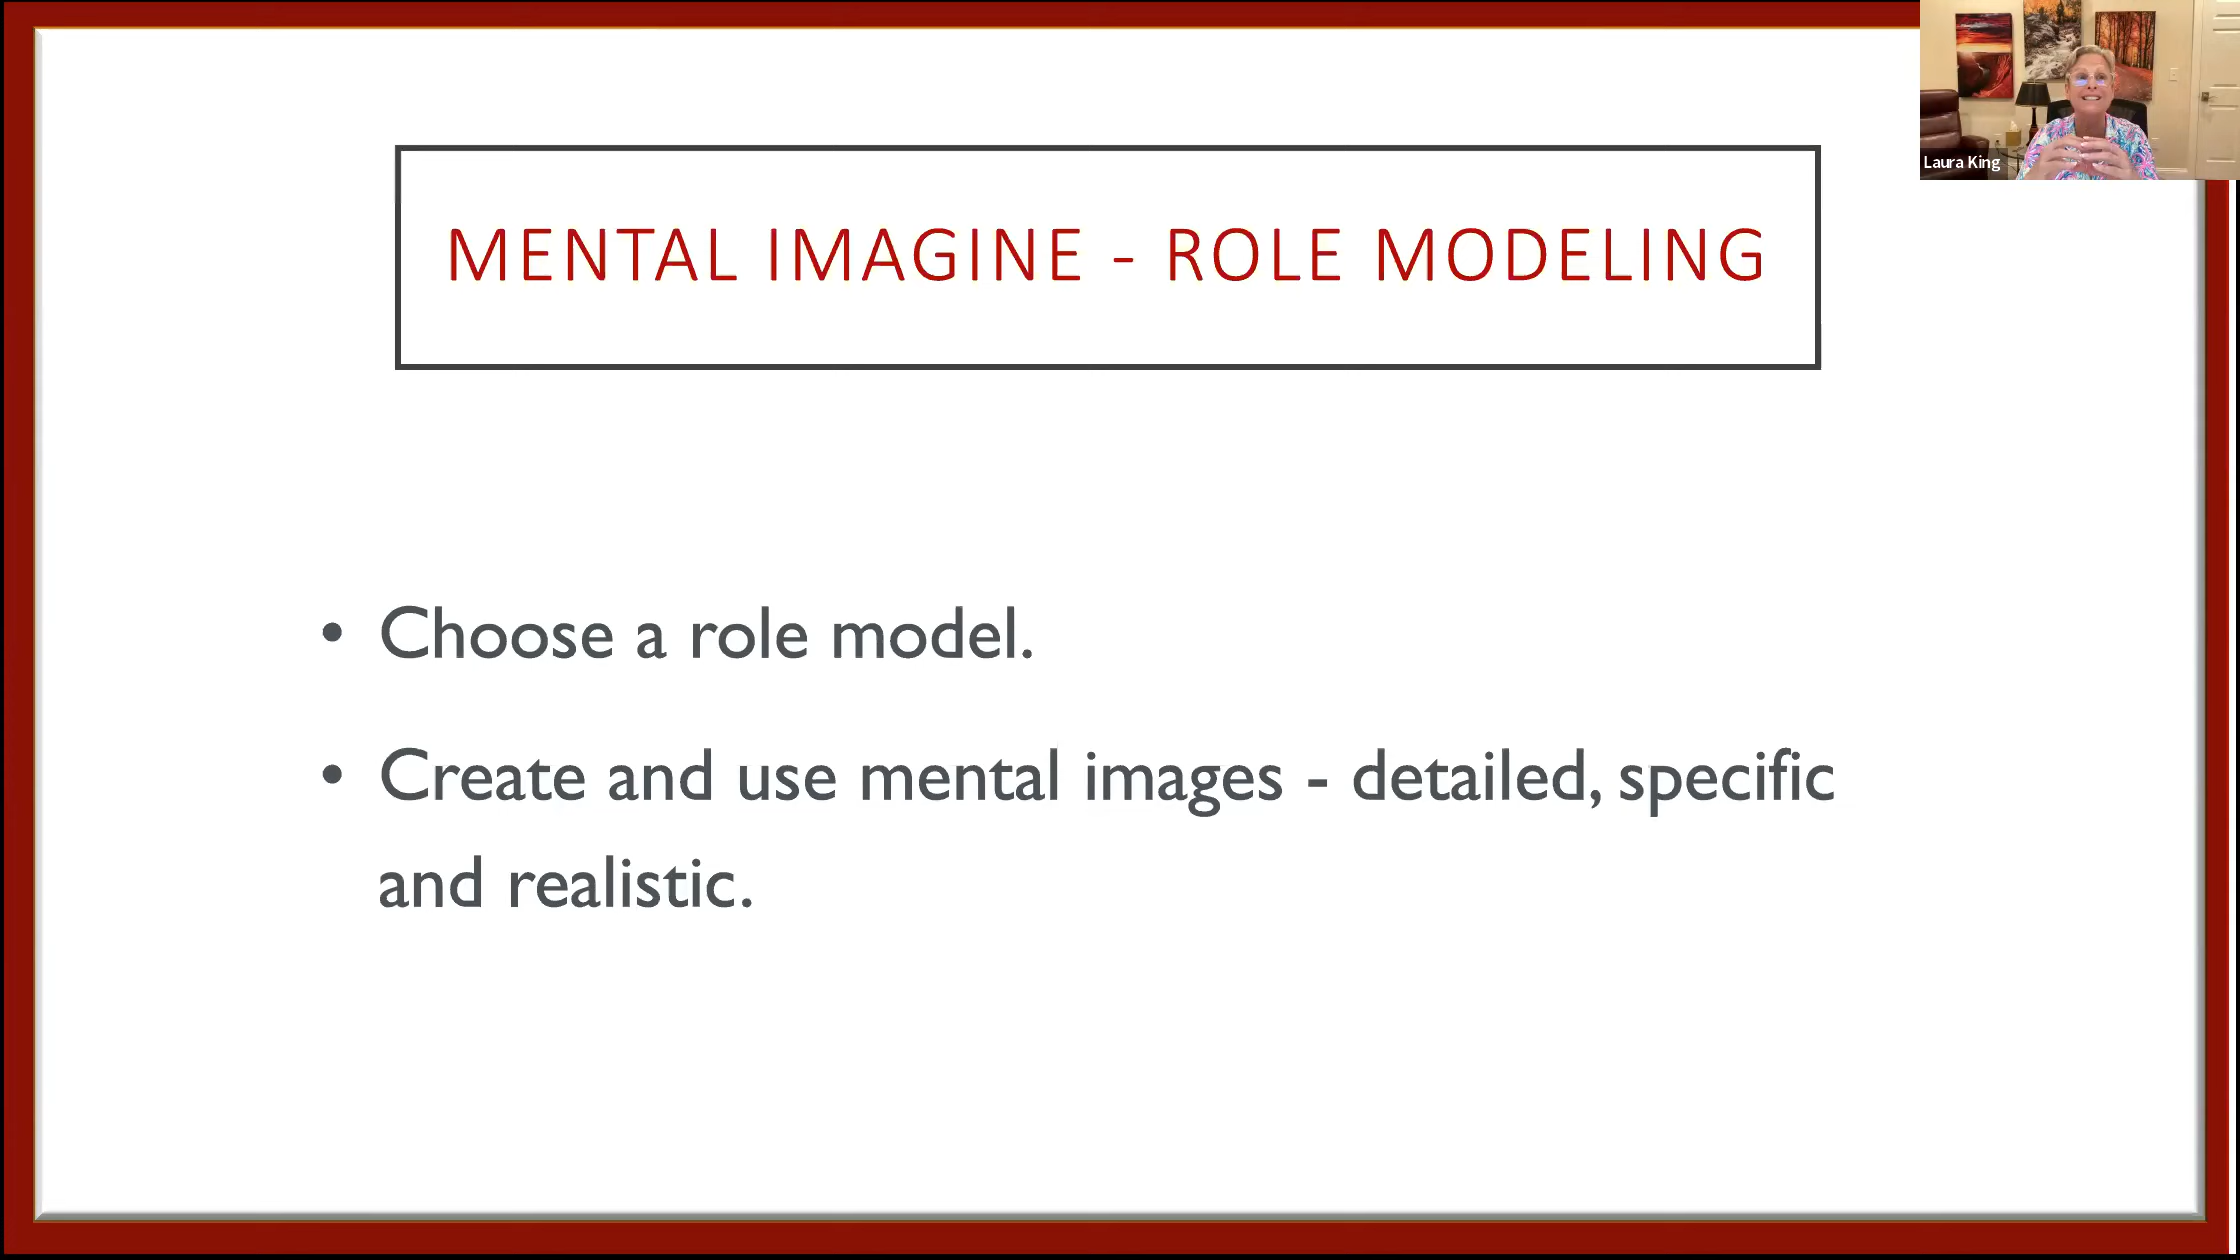 MENTAL IMAGINE - ROLE MODELING
• Choose a role model.
• Create and use mental images - detailed, specific
and realistic.
Laura King